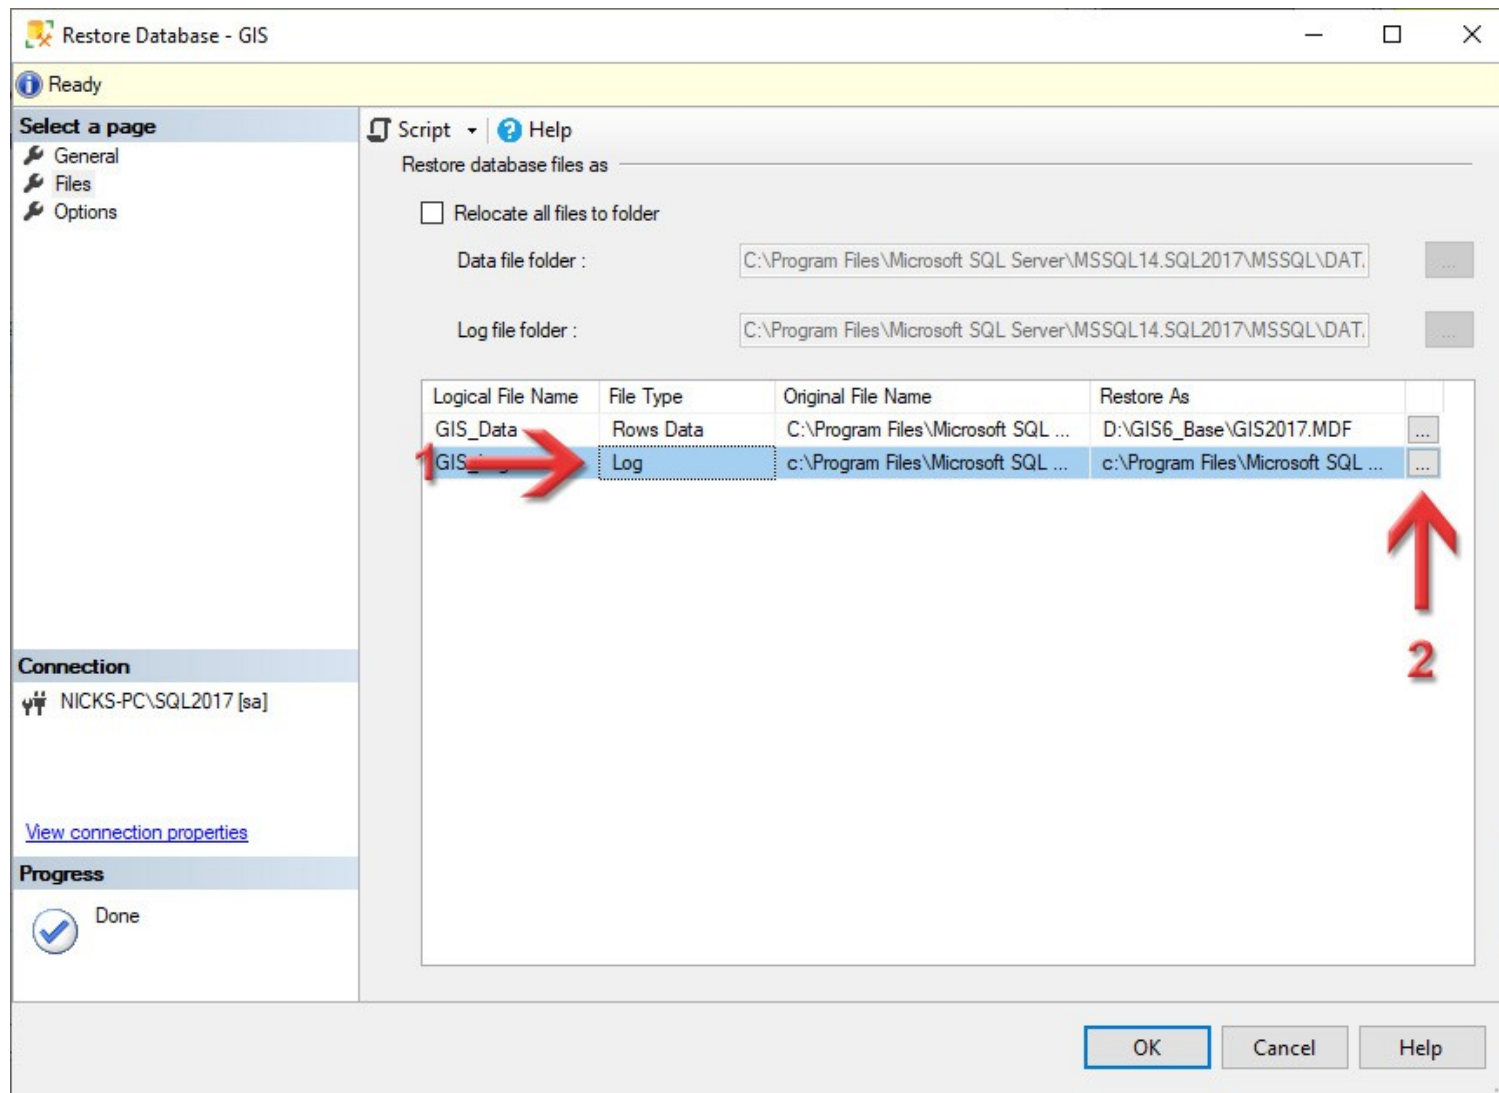 Restore Database - GIS
Ready
Select a page
General
Files
Options
Connection
NICKS-PC\SQL2017 [sa]
View connection properties
Progress
Done
Script
Help
Restore database files as
Relocate all files to folder
Data file folder :
C:\Program Files\Microsoft SQL Server\MSSQL14.SQL2017\MSSQL\DAT
...
Log file folder :
C:\Program Files\Microsoft SQL Server\MSSQL14.SQL2017\MSSQL\DAT
...
Logical File Name File Type Original File Name Restore As
GIS_Data Rows Data C:\Program Files\Microsoft SQL ... D:\GIS6_Base\GIS2017.MDF ...
1 Log c:\Program Files\Microsoft SQL ... c:\Program Files\Microsoft SQL ... ...
2
OK Cancel Help